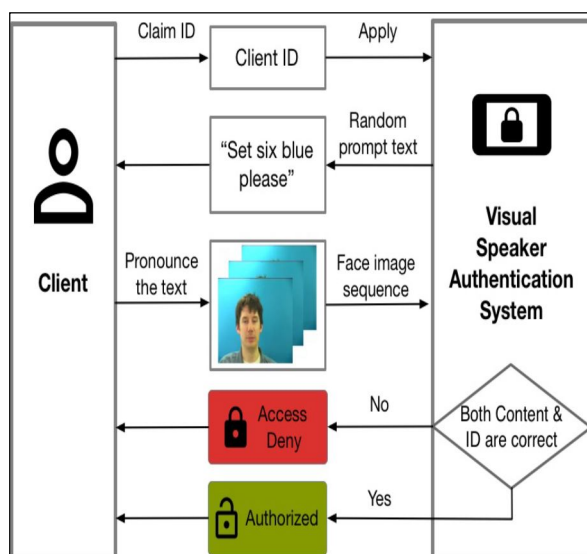 Claim ID
Client ID
Apply
“Set six blue
please”
Random
prompt text
Client
Visual
Speaker
Authentication
System
Pronounce
the text
Face image
sequence
Access
Deny
No
Both Content &
ID are correct
Authorized
Yes